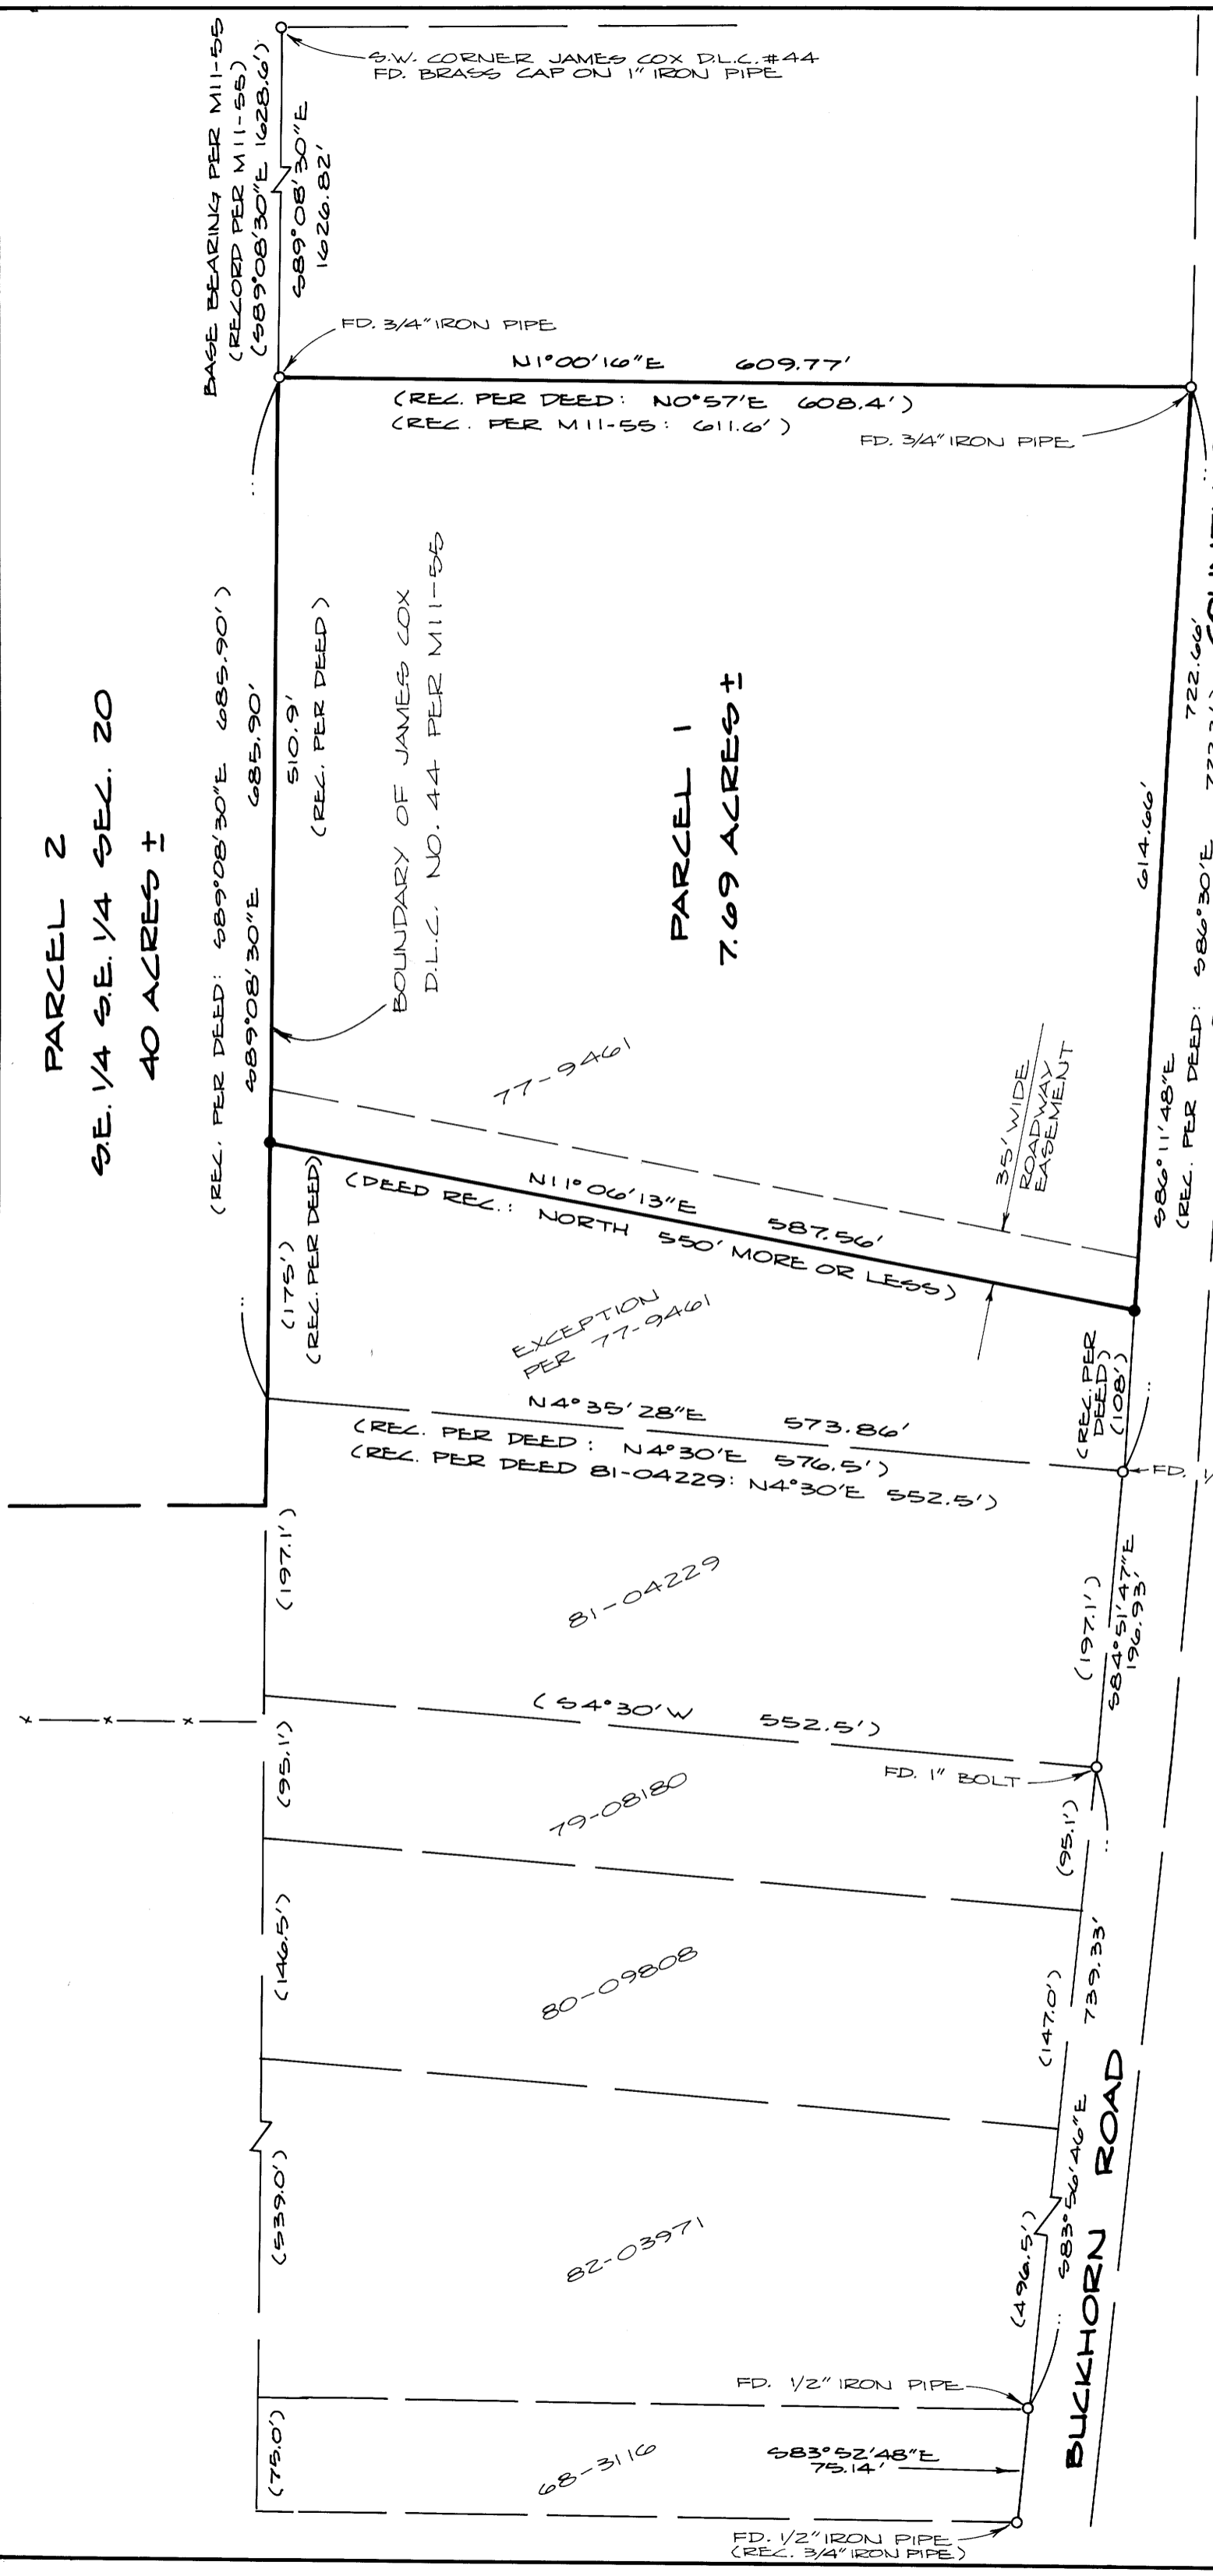 BASE BEARING PER M11-55
(RECORD PER M11-55)
(S89°08'30"E 1628.6')
S89°08'30"E
1626.82'
S.W. CORNER JAMES COX D.L.C. #44
FD. BRASS CAP ON 1" IRON PIPE
FD. 3/4" IRON PIPE
N1°00'16"E 609.77'
(REC. PER DEED: N0°57'E 608.4')
(REC. PER M11-55: 611.6')
FD. 3/4" IRON PIPE
PARCEL 2
S.E. 1/4 S.E. 1/4 SEC. 20
40 ACRES ±
(REC. PER DEED: S89°08'30"E 685.90')
S89°08'30"E 685.90'
510.9'
(REC. PER DEED)
BOUNDARY OF JAMES COX
D.L.C. NO. 44 PER M11-55
PARCEL 1
7.69 ACRES ±
722.66'
614.66'
S86°11'48"E
(REC. PER DEED: S86°30'E
77-9461
35' WIDE
ROADWAY
EASEMENT
N11°06'13"E 587.56'
(DEED REC.: NORTH 550' MORE OR LESS)
(175')
(REC. PER DEED)
EXCEPTION
PER 77-9461
(REC. PER
DEED)
(108')
N4°35'28"E 573.86'
(REC. PER DEED: N4°30'E 576.5')
(REC. PER DEED 81-04229: N4°30'E 552.5')
FD.
(197.1')
81-04229
(197.1')
S84°51'47"E
196.93'
(S4°30'W 552.5')
FD. 1" BOLT
(95.1')
79-08180
(95.1')
(146.5')
80-09808
(147.0')
S83°56'46"E 739.33'
(539.0')
82-03971
(496.5')
BUCKHORN ROAD
FD. 1/2" IRON PIPE
(75.0')
68-3116
S83°52'48"E
75.14'
FD. 1/2" IRON PIPE
(REC. 3/4" IRON PIPE)